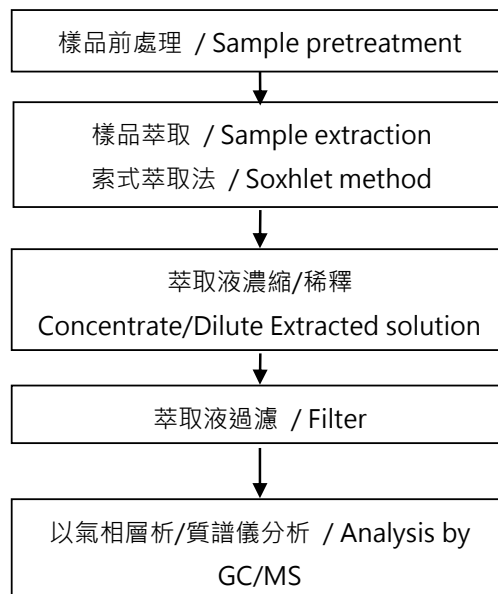 樣品前處理 / Sample pretreatment
樣品萃取 / Sample extraction
索式萃取法 / Soxhlet method
萃取液濃縮/稀釋
Concentrate/Dilute Extracted solution
萃取液過濾 / Filter
以氣相層析/質譜儀分析 / Analysis by
GC/MS